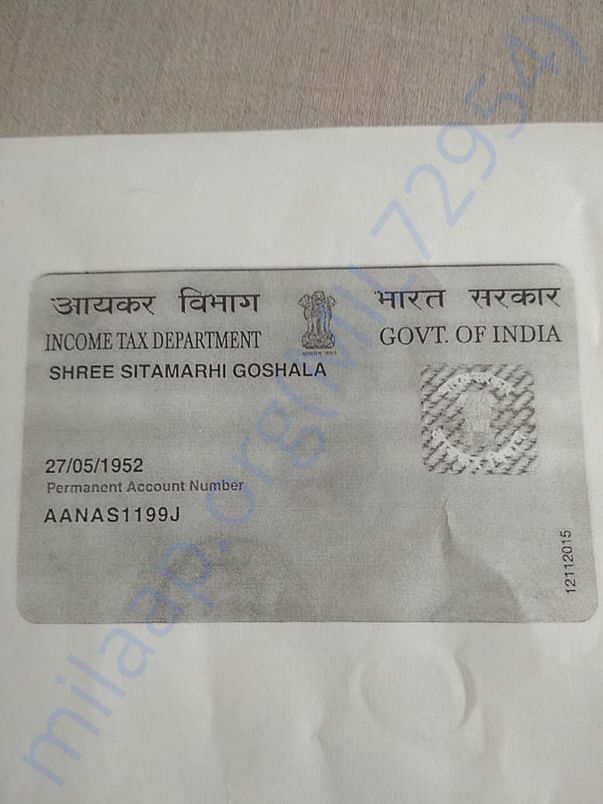 आयकर विभाग
INCOME TAX DEPARTMENT
भारत सरकार
GOVT. OF INDIA
SHREE SITAMARHI GOSHALA
27/05/1952
Permanent Account Number
AANAS1199J
12112015
milaap.org(MIL72954)